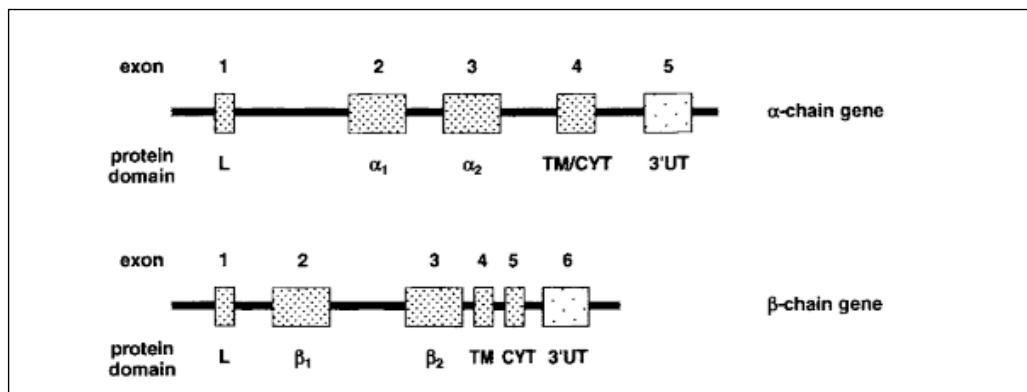 exon 1 2 3 4 5
α-chain gene
protein domain L α₁ α₂ TM/CYT 3'UT
exon 1 2 3 4 5 6
β-chain gene
protein domain L β₁ β₂ TM CYT 3'UT